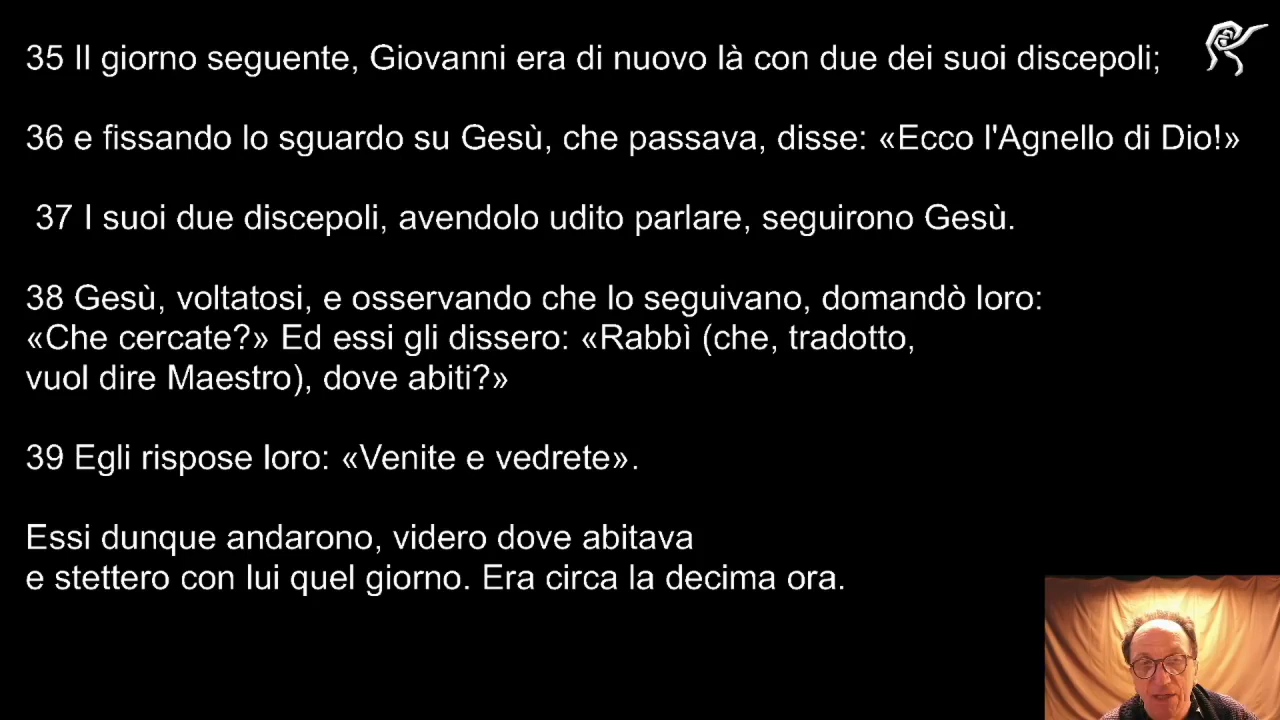 35 Il giorno seguente, Giovanni era di nuovo là con due dei suoi discepoli;
36 e fissando lo sguardo su Gesù, che passava, disse: «Ecco l'Agnello di Dio!»
37 I suoi due discepoli, avendolo udito parlare, seguirono Gesù.
38 Gesù, voltatosi, e osservando che lo seguivano, domandò loro:
«Che cercate?» Ed essi gli dissero: «Rabbì (che, tradotto,
vuol dire Maestro), dove abiti?»
39 Egli rispose loro: «Venite e vedrete».
Essi dunque andarono, videro dove abitava
e stettero con lui quel giorno. Era circa la decima ora.